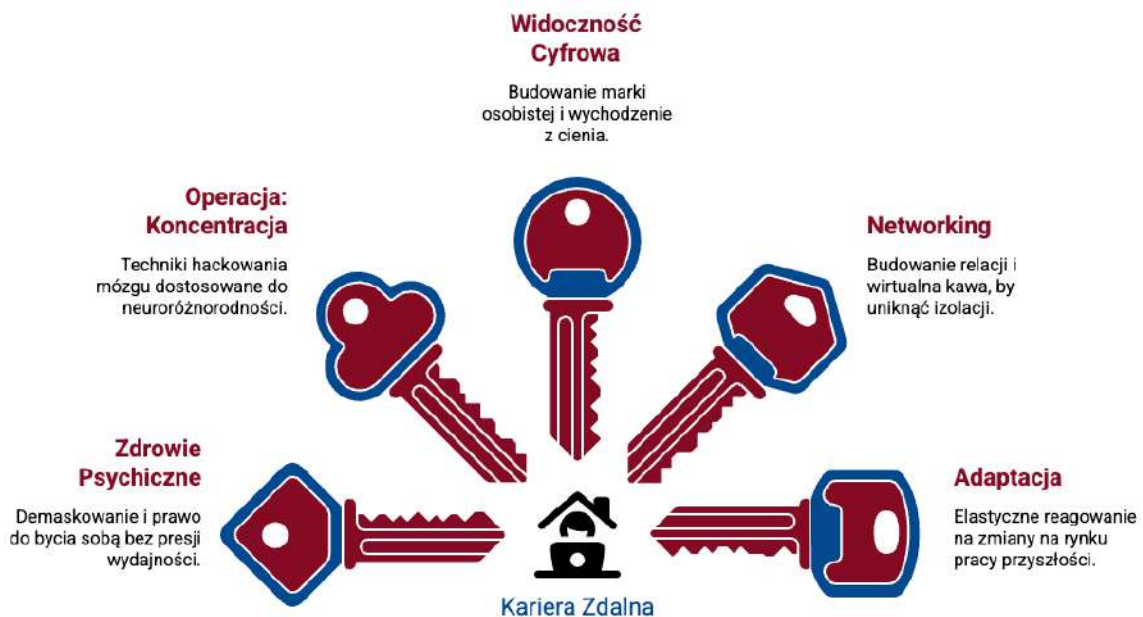 Widoczność
Cyfrowa
Budowanie marki
osobistej i wychodzenie
z cienia.
Operacja:
Koncentracja
Techniki hackowania
mózgu dostosowane do
neuroróżnorodności.
Networking
Budowanie relacji i
wirtualna kawa, by
uniknąć izolacji.
Zdrowie
Psychiczne
Demaskowanie i prawo
do bycia sobą bez presji
wydajności.
Adaptacja
Elastyczne reagowanie
na zmiany na rynku
pracy przyszłości.
Kariera Zdalna